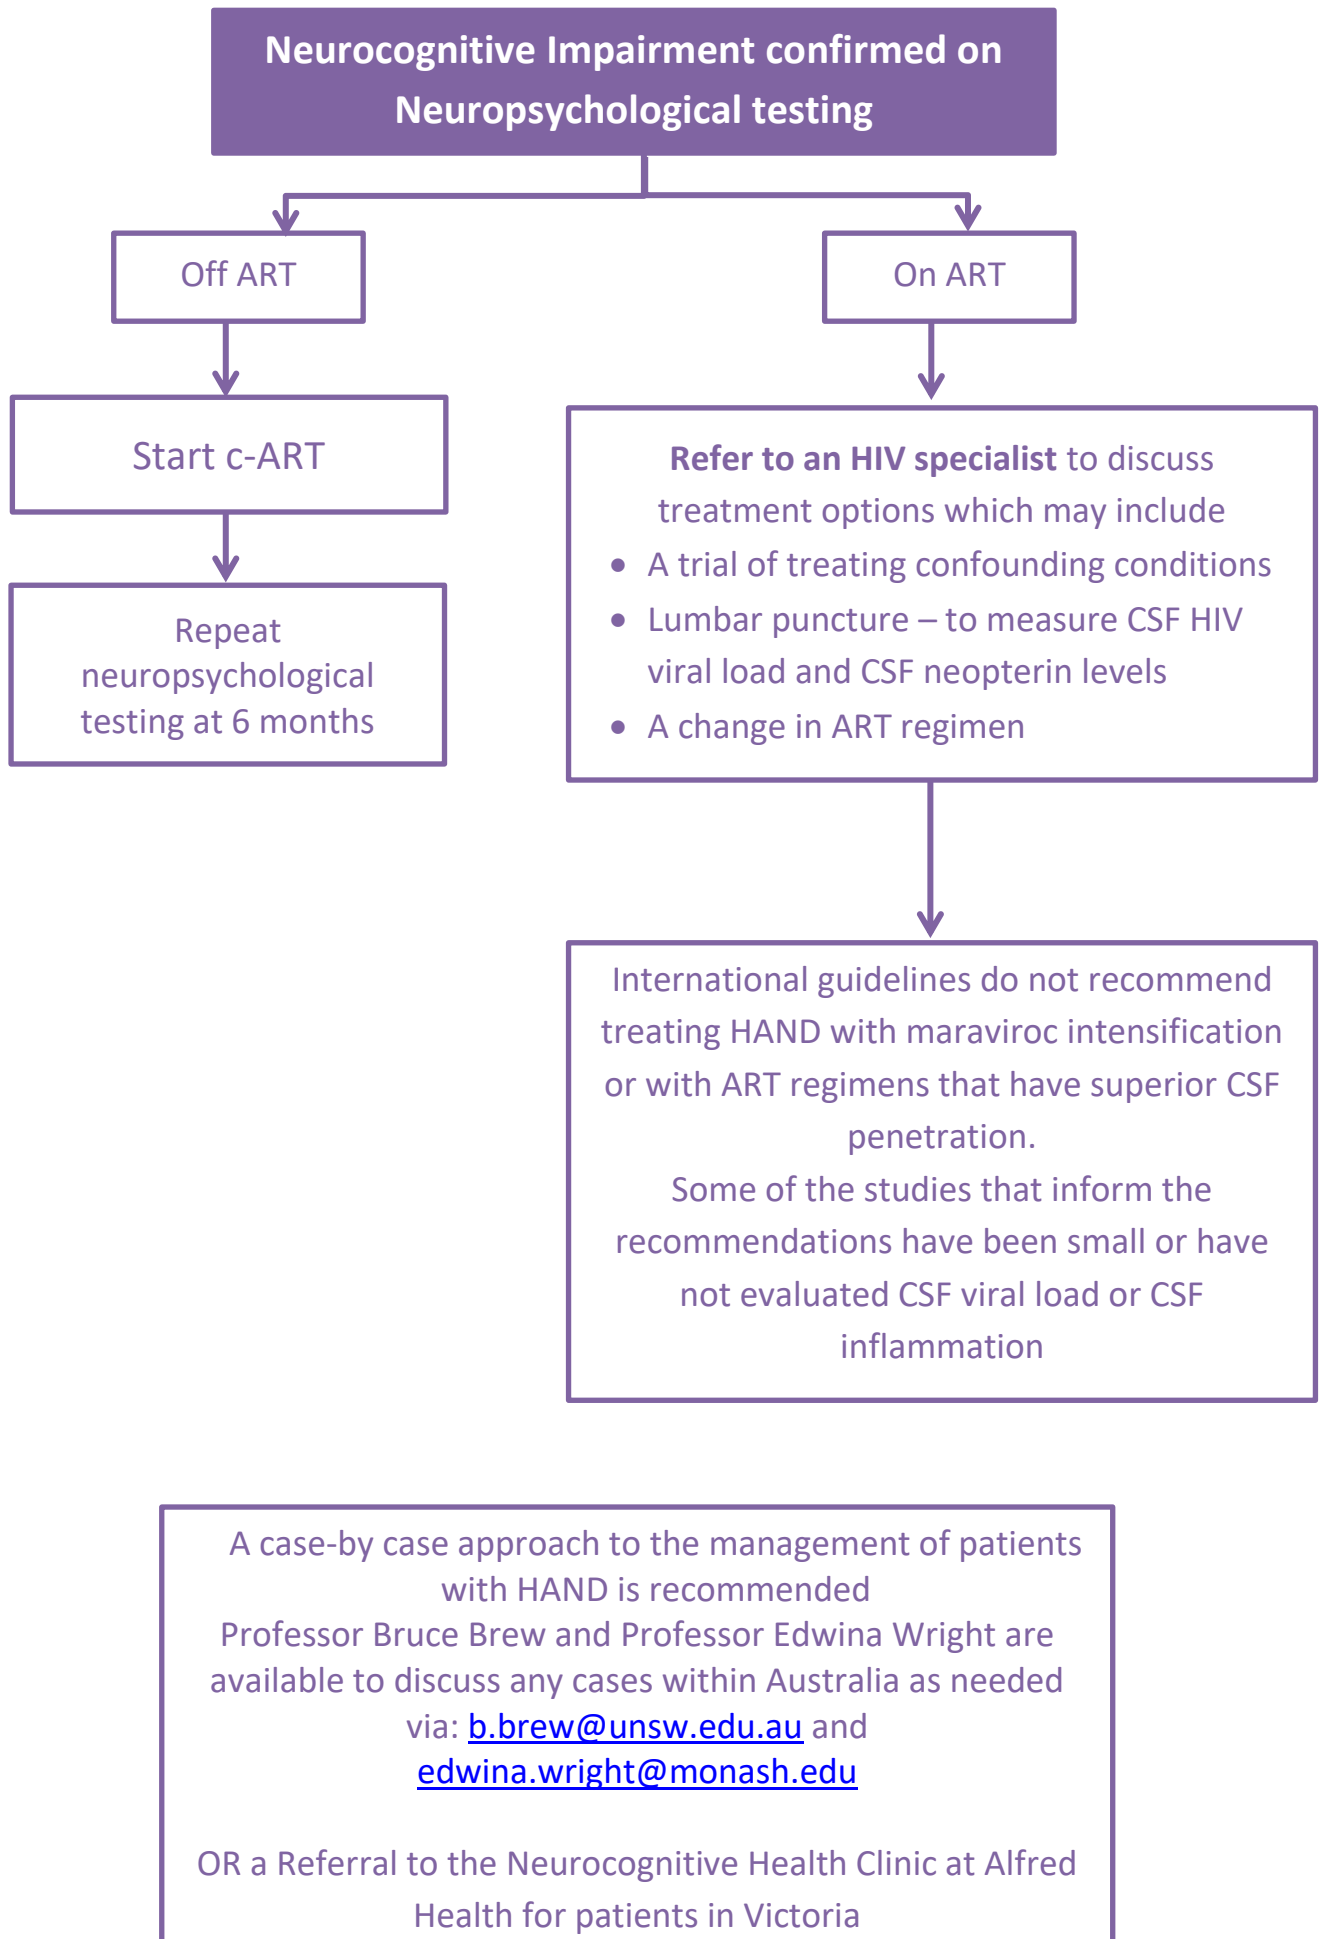 Neurocognitive Impairment confirmed on
Neuropsychological testing
Off ART
On ART
Start c-ART
Repeat
neuropsychological
testing at 6 months
Refer to an HIV specialist to discuss
treatment options which may include
• A trial of treating confounding conditions
• Lumbar puncture – to measure CSF HIV
viral load and CSF neopterin levels
• A change in ART regimen
International guidelines do not recommend
treating HAND with maraviroc intensification
or with ART regimens that have superior CSF
penetration.
Some of the studies that inform the
recommendations have been small or have
not evaluated CSF viral load or CSF
inflammation
A case-by case approach to the management of patients
with HAND is recommended
Professor Bruce Brew and Professor Edwina Wright are
available to discuss any cases within Australia as needed
via: b.brew@unsw.edu.au and
edwina.wright@monash.edu
OR a Referral to the Neurocognitive Health Clinic at Alfred
Health for patients in Victoria